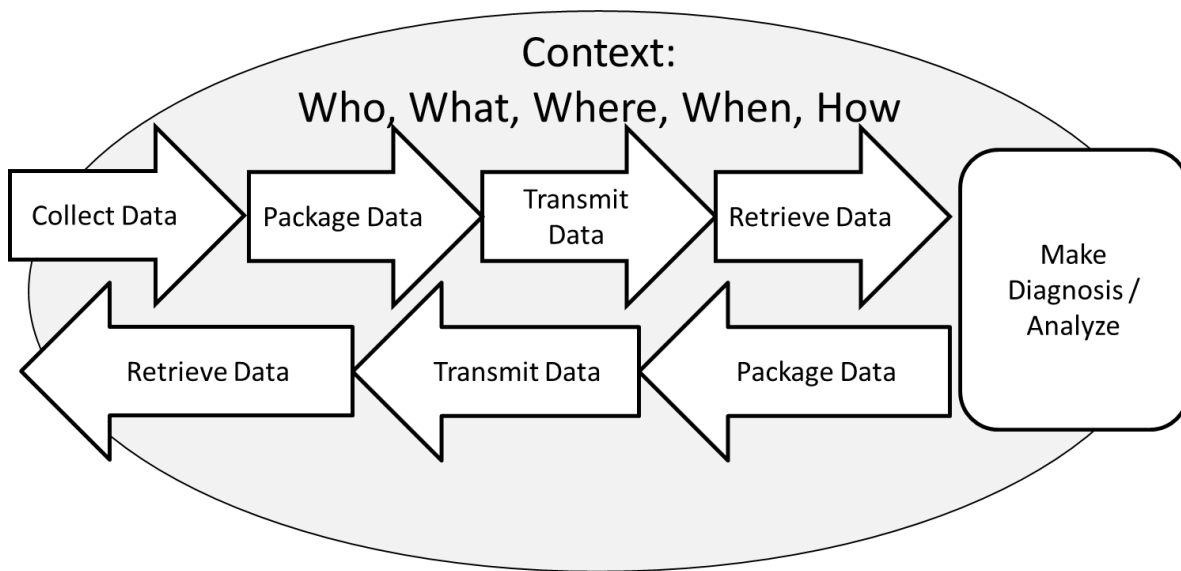 Context:
Who, What, Where, When, How
Collect Data
Package Data
Transmit
Data
Retrieve Data
Make
Diagnosis /
Analyze
Retrieve Data
Transmit Data
Package Data